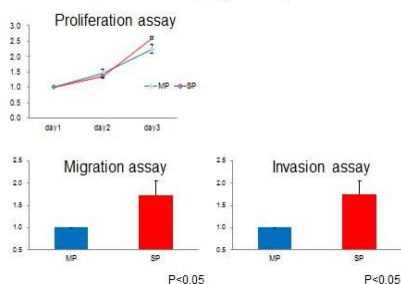 Proliferation assay
3.0
2.5
2.0
1.5
1.0
0.5
0.0
MP SP
day1 day2 day3
Migration assay
2.5
2.0
1.5
1.0
0.5
MP SP
P<0.05
Invasion assay
2.5
2.0
1.5
1.0
0.5
MP SP
P<0.05